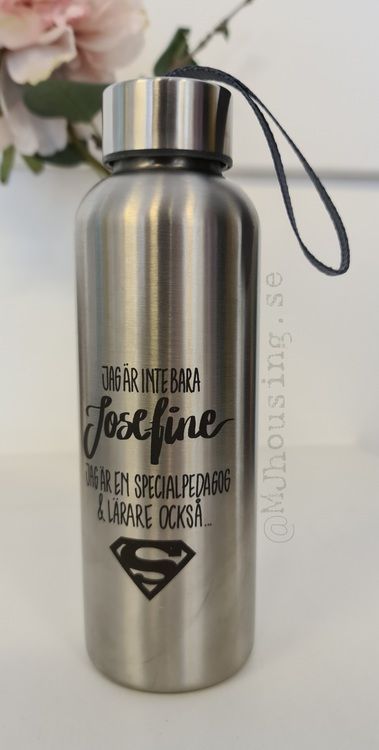 JAG ÄR INTE BARA
Josefine
JAG ÄR EN SPECIALPEDAGOG
& LÄRARE OCKSÅ...
S
@MJhousing.se